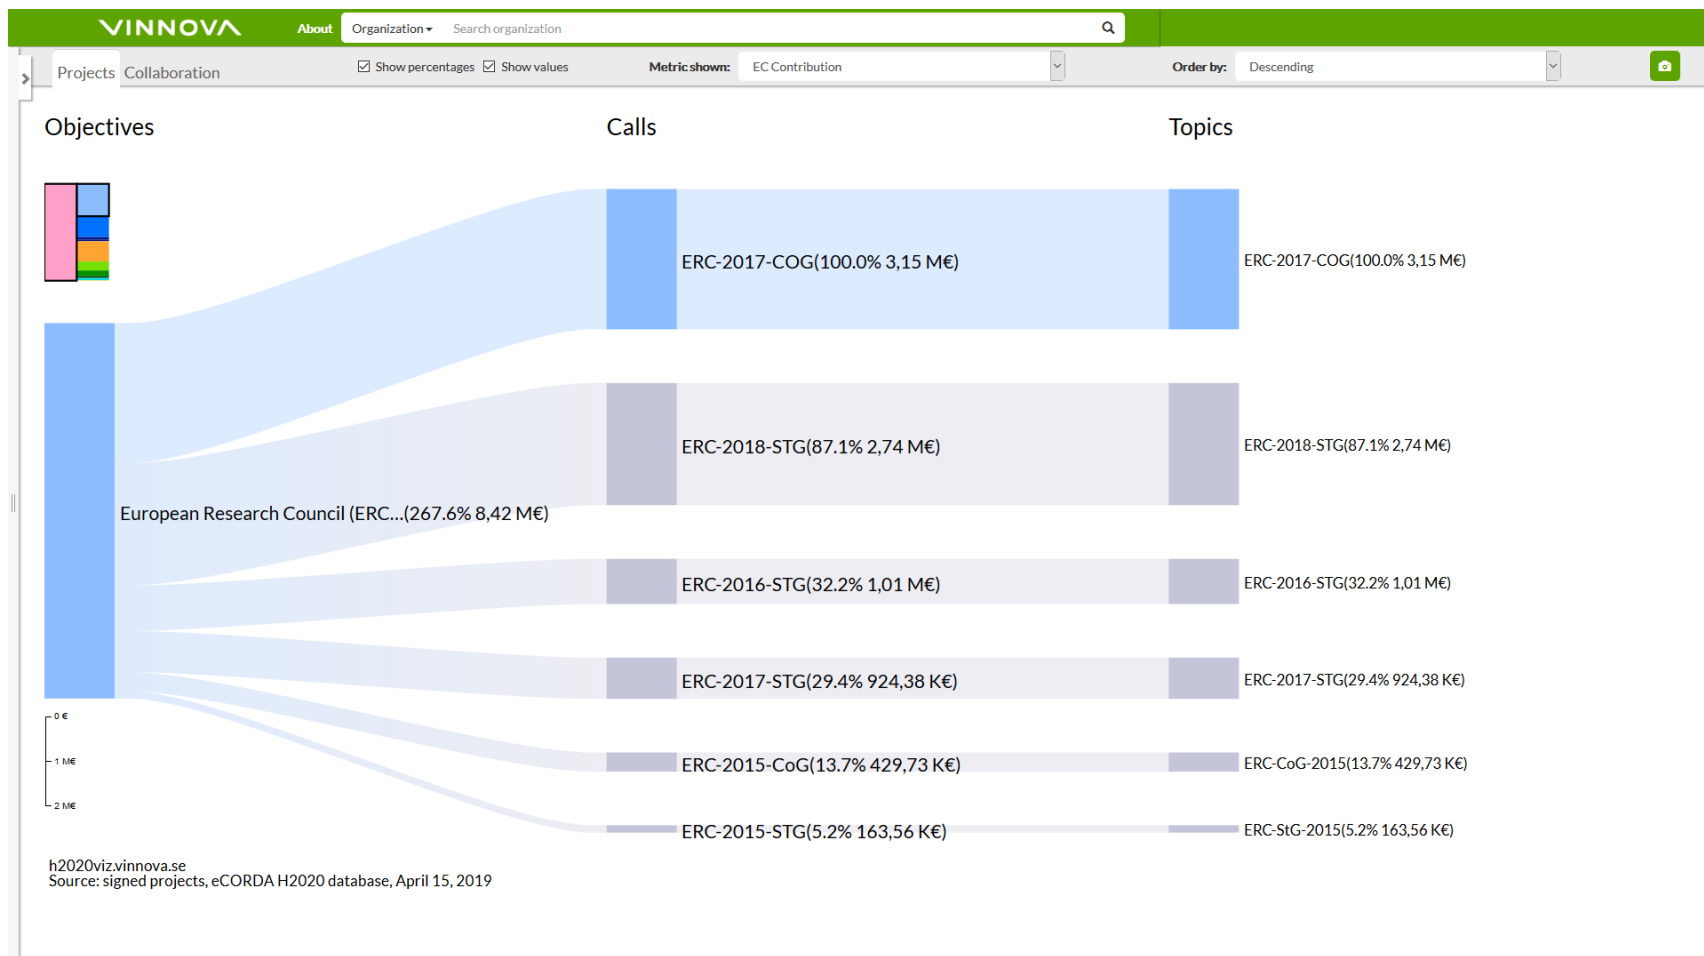 VINNOVA About Organization Search organization
Projects Collaboration Show percentages Show values Metric shown: EC Contribution Order by: Descending
Objectives Calls Topics
ERC-2017-COG(100.0% 3,15 M€) ERC-2017-COG(100.0% 3,15 M€)
ERC-2018-STG(87.1% 2,74 M€) ERC-2018-STG(87.1% 2,74 M€)
European Research Council (ERC...(267.6% 8,42 M€)
ERC-2016-STG(32.2% 1,01 M€) ERC-2016-STG(32.2% 1,01 M€)
ERC-2017-STG(29.4% 924,38 K€) ERC-2017-STG(29.4% 924,38 K€)
0 €
1 M€
ERC-2015-CoG(13.7% 429,73 K€) ERC-CoG-2015(13.7% 429,73 K€)
2 M€
ERC-2015-STG(5.2% 163,56 K€) ERC-StG-2015(5.2% 163,56 K€)
h2020viz.vinnova.se
Source: signed projects, eCORDA H2020 database, April 15, 2019